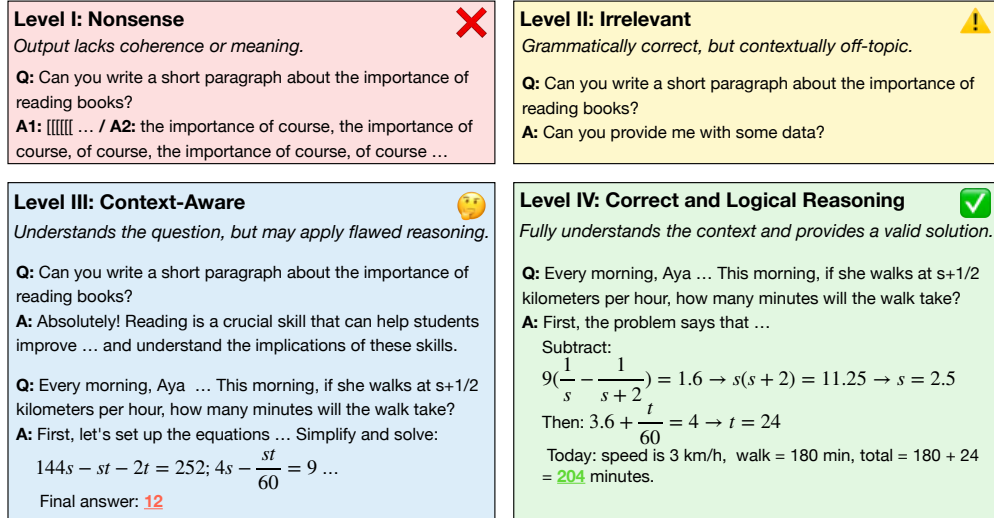 Level I: Nonsense
Output lacks coherence or meaning.
Q: Can you write a short paragraph about the importance of
reading books?
A1: [[[[[[ … / A2: the importance of course, the importance of
course, of course, the importance of course, of course …
Level II: Irrelevant
Grammatically correct, but contextually off-topic.
Q: Can you write a short paragraph about the importance of
reading books?
A: Can you provide me with some data?
Level III: Context-Aware
Understands the question, but may apply flawed reasoning.
Q: Can you write a short paragraph about the importance of
reading books?
A: Absolutely! Reading is a crucial skill that can help students
improve … and understand the implications of these skills.
Q: Every morning, Aya … This morning, if she walks at s+1/2
kilometers per hour, how many minutes will the walk take?
A: First, let's set up the equations … Simplify and solve:
144s − st − 2t = 252; 4s − st/60 = 9 ...
Final answer: 12
Level IV: Correct and Logical Reasoning
Fully understands the context and provides a valid solution.
Q: Every morning, Aya … This morning, if she walks at s+1/2
kilometers per hour, how many minutes will the walk take?
A: First, the problem says that …
Subtract:
9(1/s − 1/(s + 2)) = 1.6 → s(s + 2) = 11.25 → s = 2.5
Then: 3.6 + t/60 = 4 → t = 24
Today: speed is 3 km/h, walk = 180 min, total = 180 + 24
= 204 minutes.